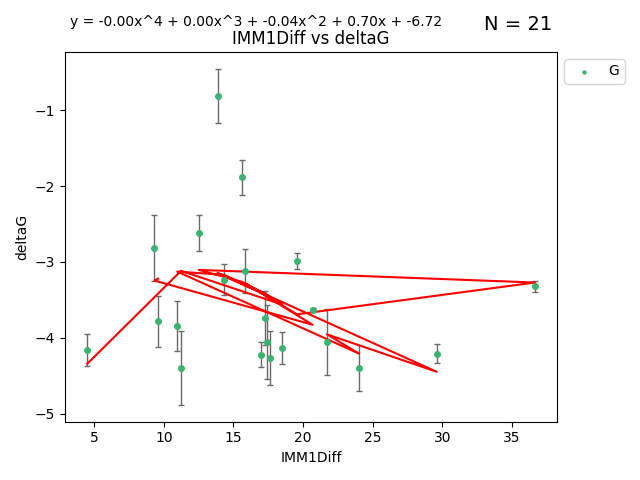 y = -0.00x^4 + 0.00x^3 + -0.04x^2 + 0.70x + -6.72
N = 21
IMM1Diff vs deltaG
G
deltaG
−1
−2
−3
−4
−5
5 10 15 20 25 30 35
IMM1Diff